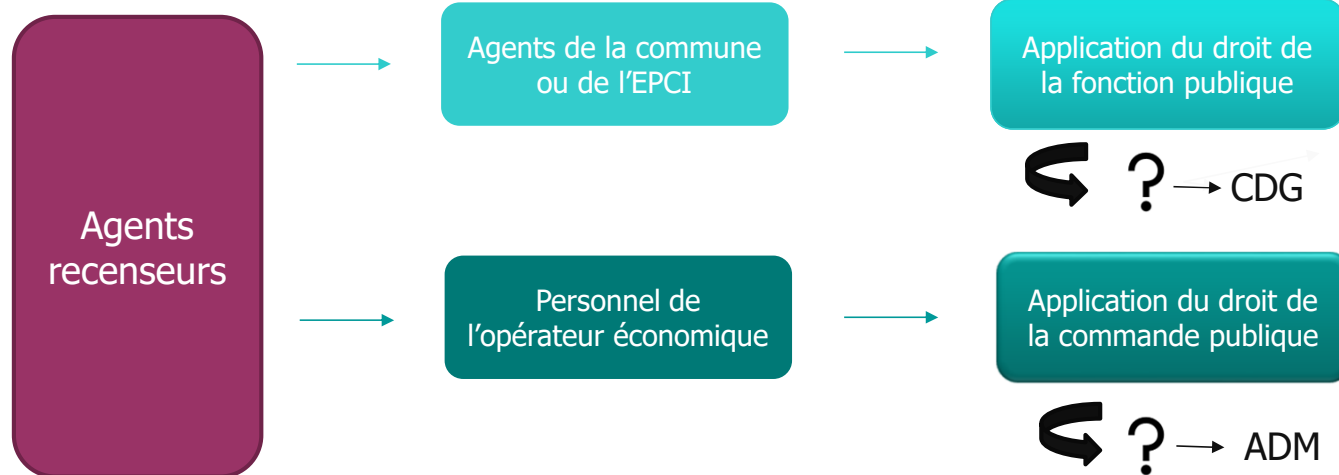 Agents
recenseurs
Agents de la commune
ou de l'EPCI
Application du droit de
la fonction publique
? → CDG
Personnel de
l'opérateur économique
Application du droit de
la commande publique
? → ADM